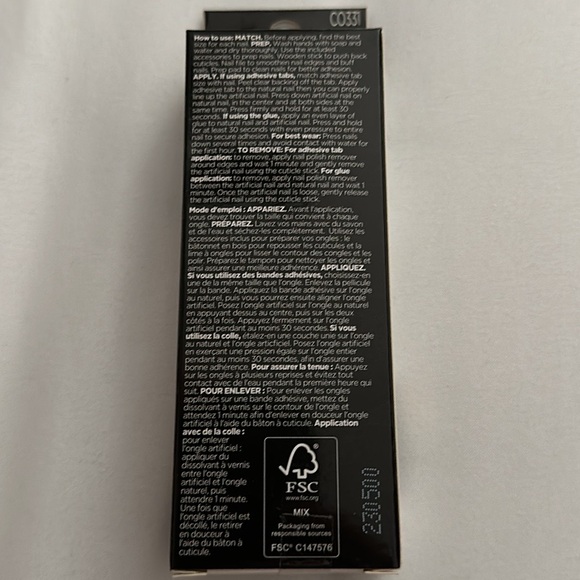 CO331
How to use: MATCH. Before applying, find the best
size for each nail. PREP. Wash hands with soap and
water and dry thoroughly. Use the included
accessories to prep nails. Wooden stick to push back
cuticles. Nail file to smoothen nail edges and buff
nails. Prep pad to clean nails for better adhesion.
APPLY. If using adhesive tabs, match adhesive tab
size with nail. Peel clear backing off the tab. Apply
adhesive tab to the natural nail then you can properly
line up the artificial nail. Press down artificial nail on
natural nail, in the center and at both sides at the
same time. Press firmly and hold for at least 30
seconds. If using the glue, apply an even layer of
glue to natural nail and artificial nail. Press and hold
for at least 30 seconds with even pressure to entire
nail to secure adhesion. For best wear: Press nails
down several times and avoid contact with water for
the first hour. TO REMOVE: For adhesive tab
application: to remove, apply nail polish remover
around edges and wait 1 minute and gently remove
the artificial nail using the cuticle stick. For glue
application: to remove, apply nail polish remover
between the artificial nail and natural nail and wait 1
minute. Once the artificial nail is loose, gently release
the artificial nail using the cuticle stick.
Mode d'emploi : APPARIEZ. Avant l'application,
vous devez trouver la taille qui convient à chaque
ongle. PRÉPAREZ. Lavez vos mains avec du savon
et de l'eau et séchez-les complètement. Utilisez les
accessoires inclus pour préparer vos ongles : le
bâtonnet en bois pour repousser les cuticules et la
lime à ongles pour lisser le contour des ongles et les
polir. Préparez le tampon pour nettoyer les ongles et
ainsi assurer une meilleure adhérence. APPLIQUEZ.
Si vous utilisez des bandes adhésives, choisissez-en
une de la même taille que l'ongle. Enlevez la pellicule
sur la bande. Appliquez la bande adhésive sur l'ongle
au naturel, puis vous pourrez ensuite aligner l'ongle
artificiel. Posez l'ongle artificiel sur l'ongle au naturel
en appuyant dessus au centre, puis sur les deux
côtés à la fois. Appuyez fermement sur l'ongle
artificiel pendant au moins 30 secondes. Si vous
utilisez la colle, étalez-en une couche unie sur l'ongle
au naturel et l'ongle artificiel. Posez l'ongle artificiel
en exerçant une pression égale sur l'ongle entier
pendant au moins 30 secondes, afin d'assurer une
bonne adhérence. Pour assurer la tenue : Appuyez
sur les ongles à plusieurs reprises et évitez tout
contact avec de l'eau pendant la première heure qui
suit. POUR ENLEVER : Pour enlever les ongles
appliqués sur une bande adhésive, mettez du
dissolvant à vernis sur le contour de l'ongle et
attendez 1 minute afin d'enlever en douceur l'ongle
artificiel à l'aide du bâton à cuticule. Application
avec de la colle :
pour enlever
l'ongle artificiel :
appliquer du
dissolvant à vernis
entre l'ongle
artificiel et l'ongle
naturel, puis
attendre 1 minute.
Une fois que
l'ongle artificiel est
décollé, le retirer
en douceur à
l'aide du bâton à
cuticule.
FSC
www.fsc.org
MIX
Packaging from
responsible sources
FSC® C147576
230500